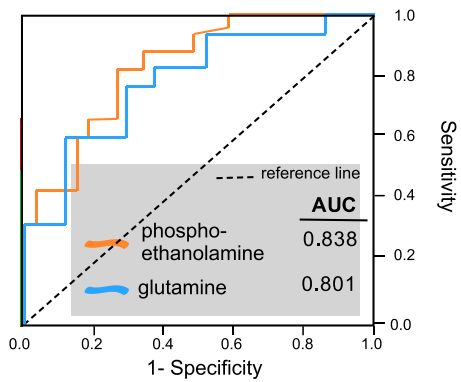 1.0
0.8
0.6
0.4
0.2
0.0
Sensitivity
reference line
AUC
phospho-
ethanolamine
0.838
glutamine
0.801
0.0
0.2
0.4
0.6
0.8
1.0
1- Specificity